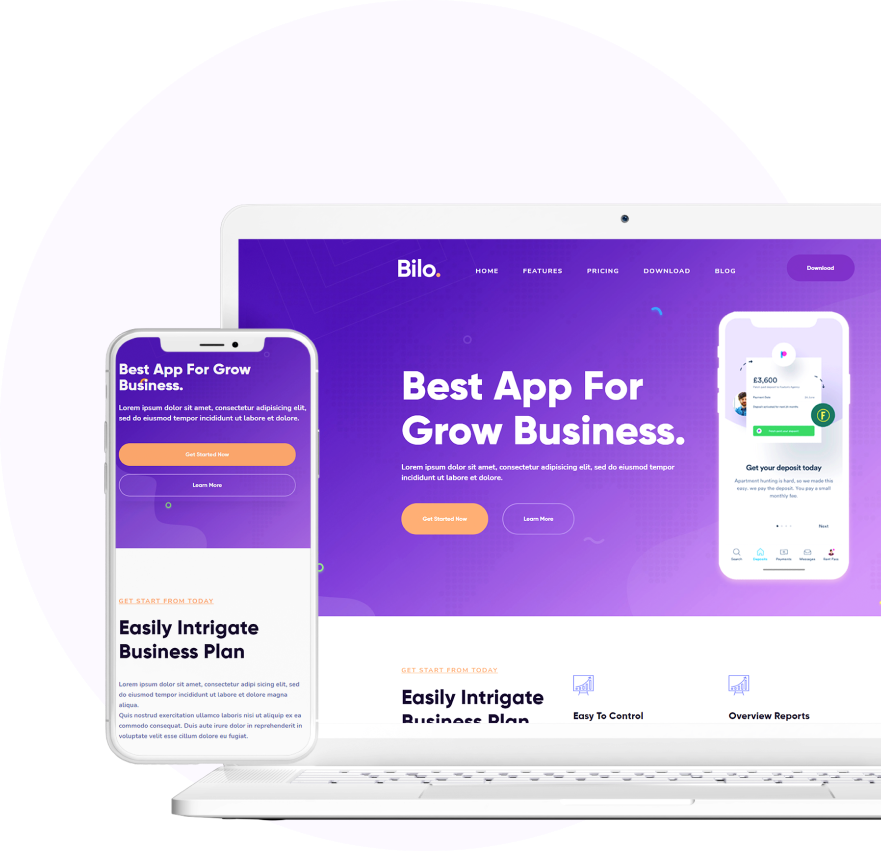 Bilo.
HOME FEATURES PRICING DOWNLOAD BLOG
Download
Best App For
Grow Business.
Lorem ipsum dolor sit amet, consectetur adipisicing elit, sed do eiusmod tempor
incididunt ut labore et dolore.
Get Started Now
Learn More
£3,600
Get your deposit today
Apartment hunting is hard, so we made this
easy. we pay the deposit. You pay a small
monthly fee.
Next
Search Deposits Payments Messages Rent Pass
GET START FROM TODAY
Easily Intrigate
Business Plan
Easy To Control
Overview Reports
Best App For Grow
Business.
Lorem ipsum dolor sit amet, consectetur adipisicing elit,
sed do eiusmod tempor incididunt ut labore et dolore.
Get Started Now
Learn More
GET START FROM TODAY
Easily Intrigate
Business Plan
Lorem ipsum dolor sit amet, consectetur adipi sicing elit, sed
do eiusmod tempor incididunt ut labore et dolore magna
aliqua.
Quis nostrud exercitation ullamco laboris nisi ut aliquip ex ea
commodo consequat. Duis aute irure dolor in reprehenderit in
voluptate velit esse cillum dolore eu fugiat.